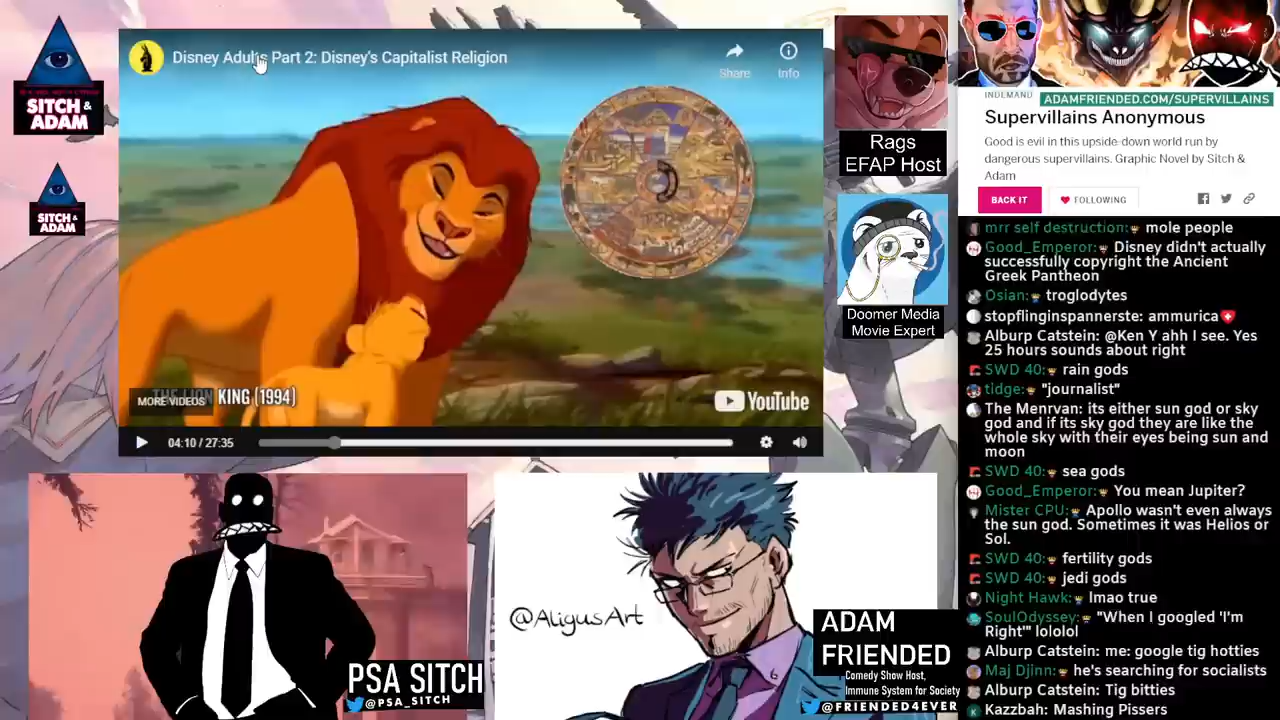 SITCH &
ADAM
SITCH &
ADAM
Disney Adults Part 2: Disney's Capitalist Religion
Share
Info
KING (1994)
MORE VIDEOS
YouTube
04:10 / 27:35
Rags
EFAP Host
Doomer Media
Movie Expert
INDEMAND
ADAMFRIENDED.COM/SUPERVILLAINS
Supervillains Anonymous
Good is evil in this upside-down world run by
dangerous supervillains. Graphic Novel by Sitch &
Adam
BACK IT
FOLLOWING
mrr self destruction: mole people
Good_Emperor: Disney didn't actually
successfully copyright the Ancient
Greek Pantheon
Osian: troglodytes
stopflinginspannerste: ammurica
Alburp Catstein: @Ken Y ahh I see. Yes
25 hours sounds about right
SWD 40: rain gods
tidge: "journalist"
The Menrvan: its either sun god or sky
god and if its sky god they are like the
whole sky with their eyes being sun and
moon
SWD 40: sea gods
Good_Emperor: You mean Jupiter?
Mister CPU: Apollo wasn't even always
the sun god. Sometimes it was Helios or
Sol.
SWD 40: fertility gods
SWD 40: jedi gods
Night Hawk: lmao true
SoulOdyssey: "When I googled 'I'm
Right'" lololol
Alburp Catstein: me: google tig hotties
Maj Djinn: he's searching for socialists
Alburp Catstein: Tig bitties
Kazzbah: Mashing Pissers
@AligusArt
PSA SITCH
@PSA_SITCH
ADAM
FRIENDED
Comedy Show Host,
Immune System for Society
@FRIENDED4EVER